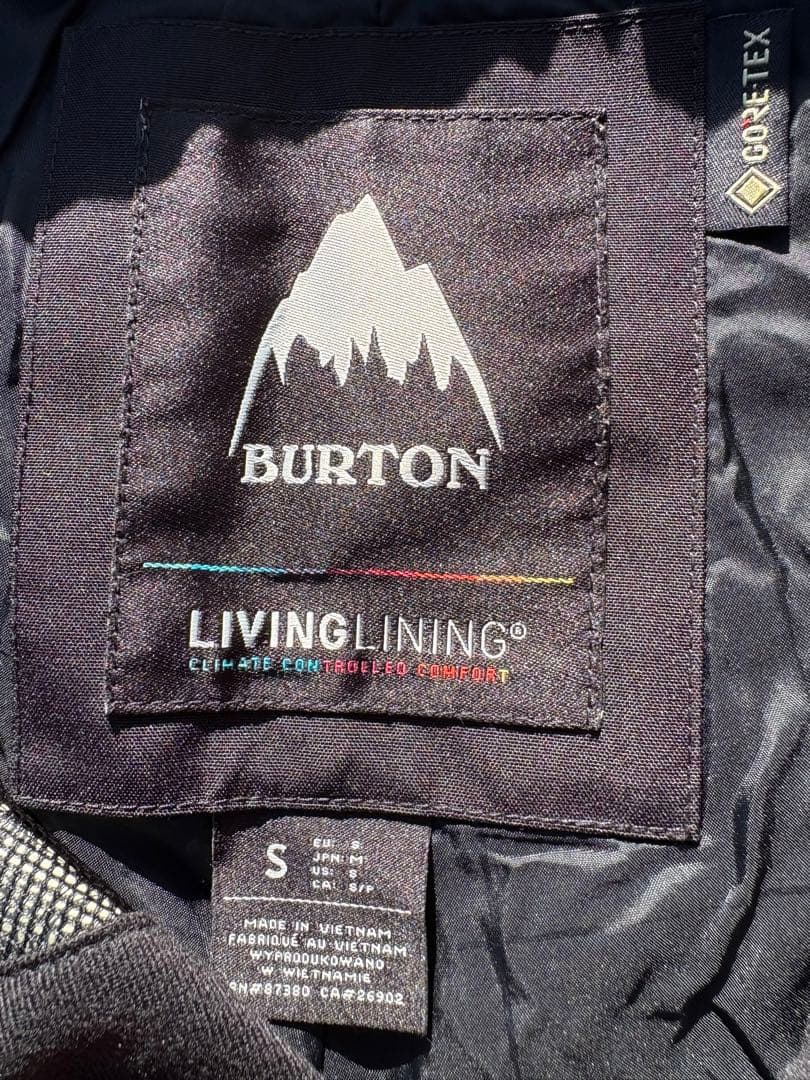 GORE-TEX
BURTON
LIVINGLINING®
CLIMATE CONTROLLED COMFORT
S
EU: S
JPN: M
US: S
CA: S/P
MADE IN VIETNAM
FABRIQUÉ AU VIETNAM
WYPRODUKOWANO
W WIETNAMIE
RN#87380 CA#26902